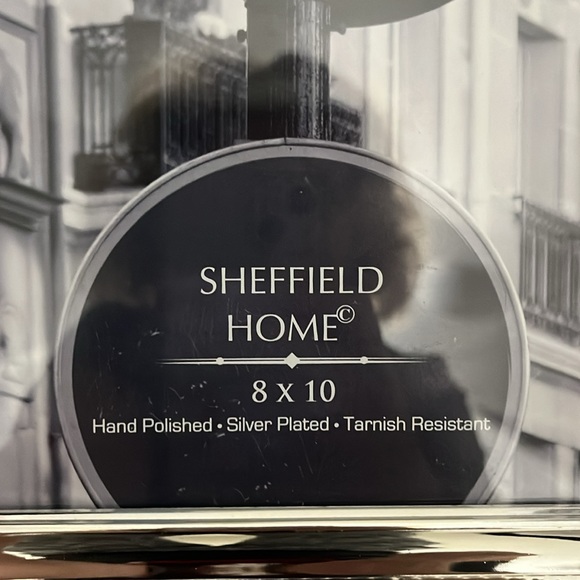 SHEFFIELD
HOME©
8 x 10
Hand Polished • Silver Plated • Tarnish Resistant